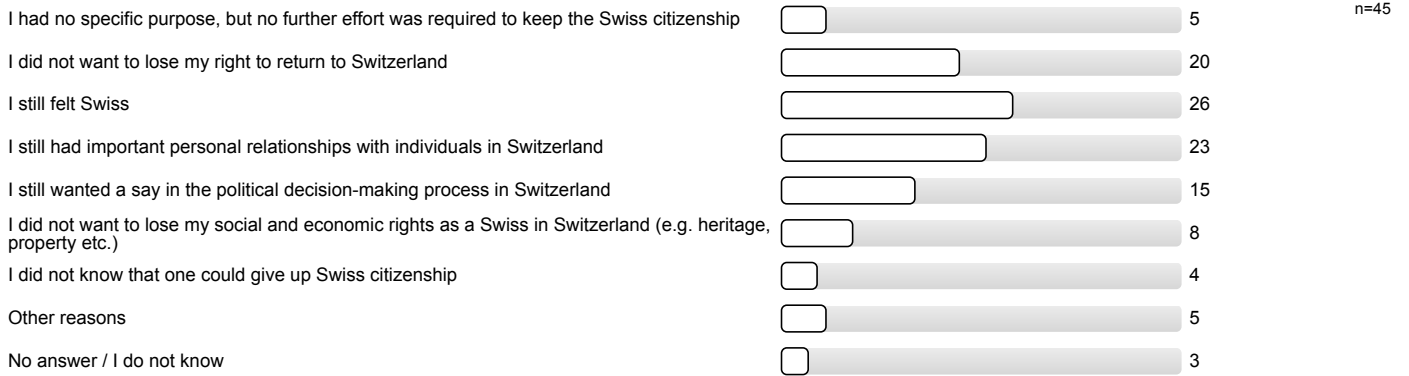 I had no specific purpose, but no further effort was required to keep the Swiss citizenship 5 n=45
I did not want to lose my right to return to Switzerland 20
I still felt Swiss 26
I still had important personal relationships with individuals in Switzerland 23
I still wanted a say in the political decision-making process in Switzerland 15
I did not want to lose my social and economic rights as a Swiss in Switzerland (e.g. heritage,
property etc.) 8
I did not know that one could give up Swiss citizenship 4
Other reasons 5
No answer / I do not know 3